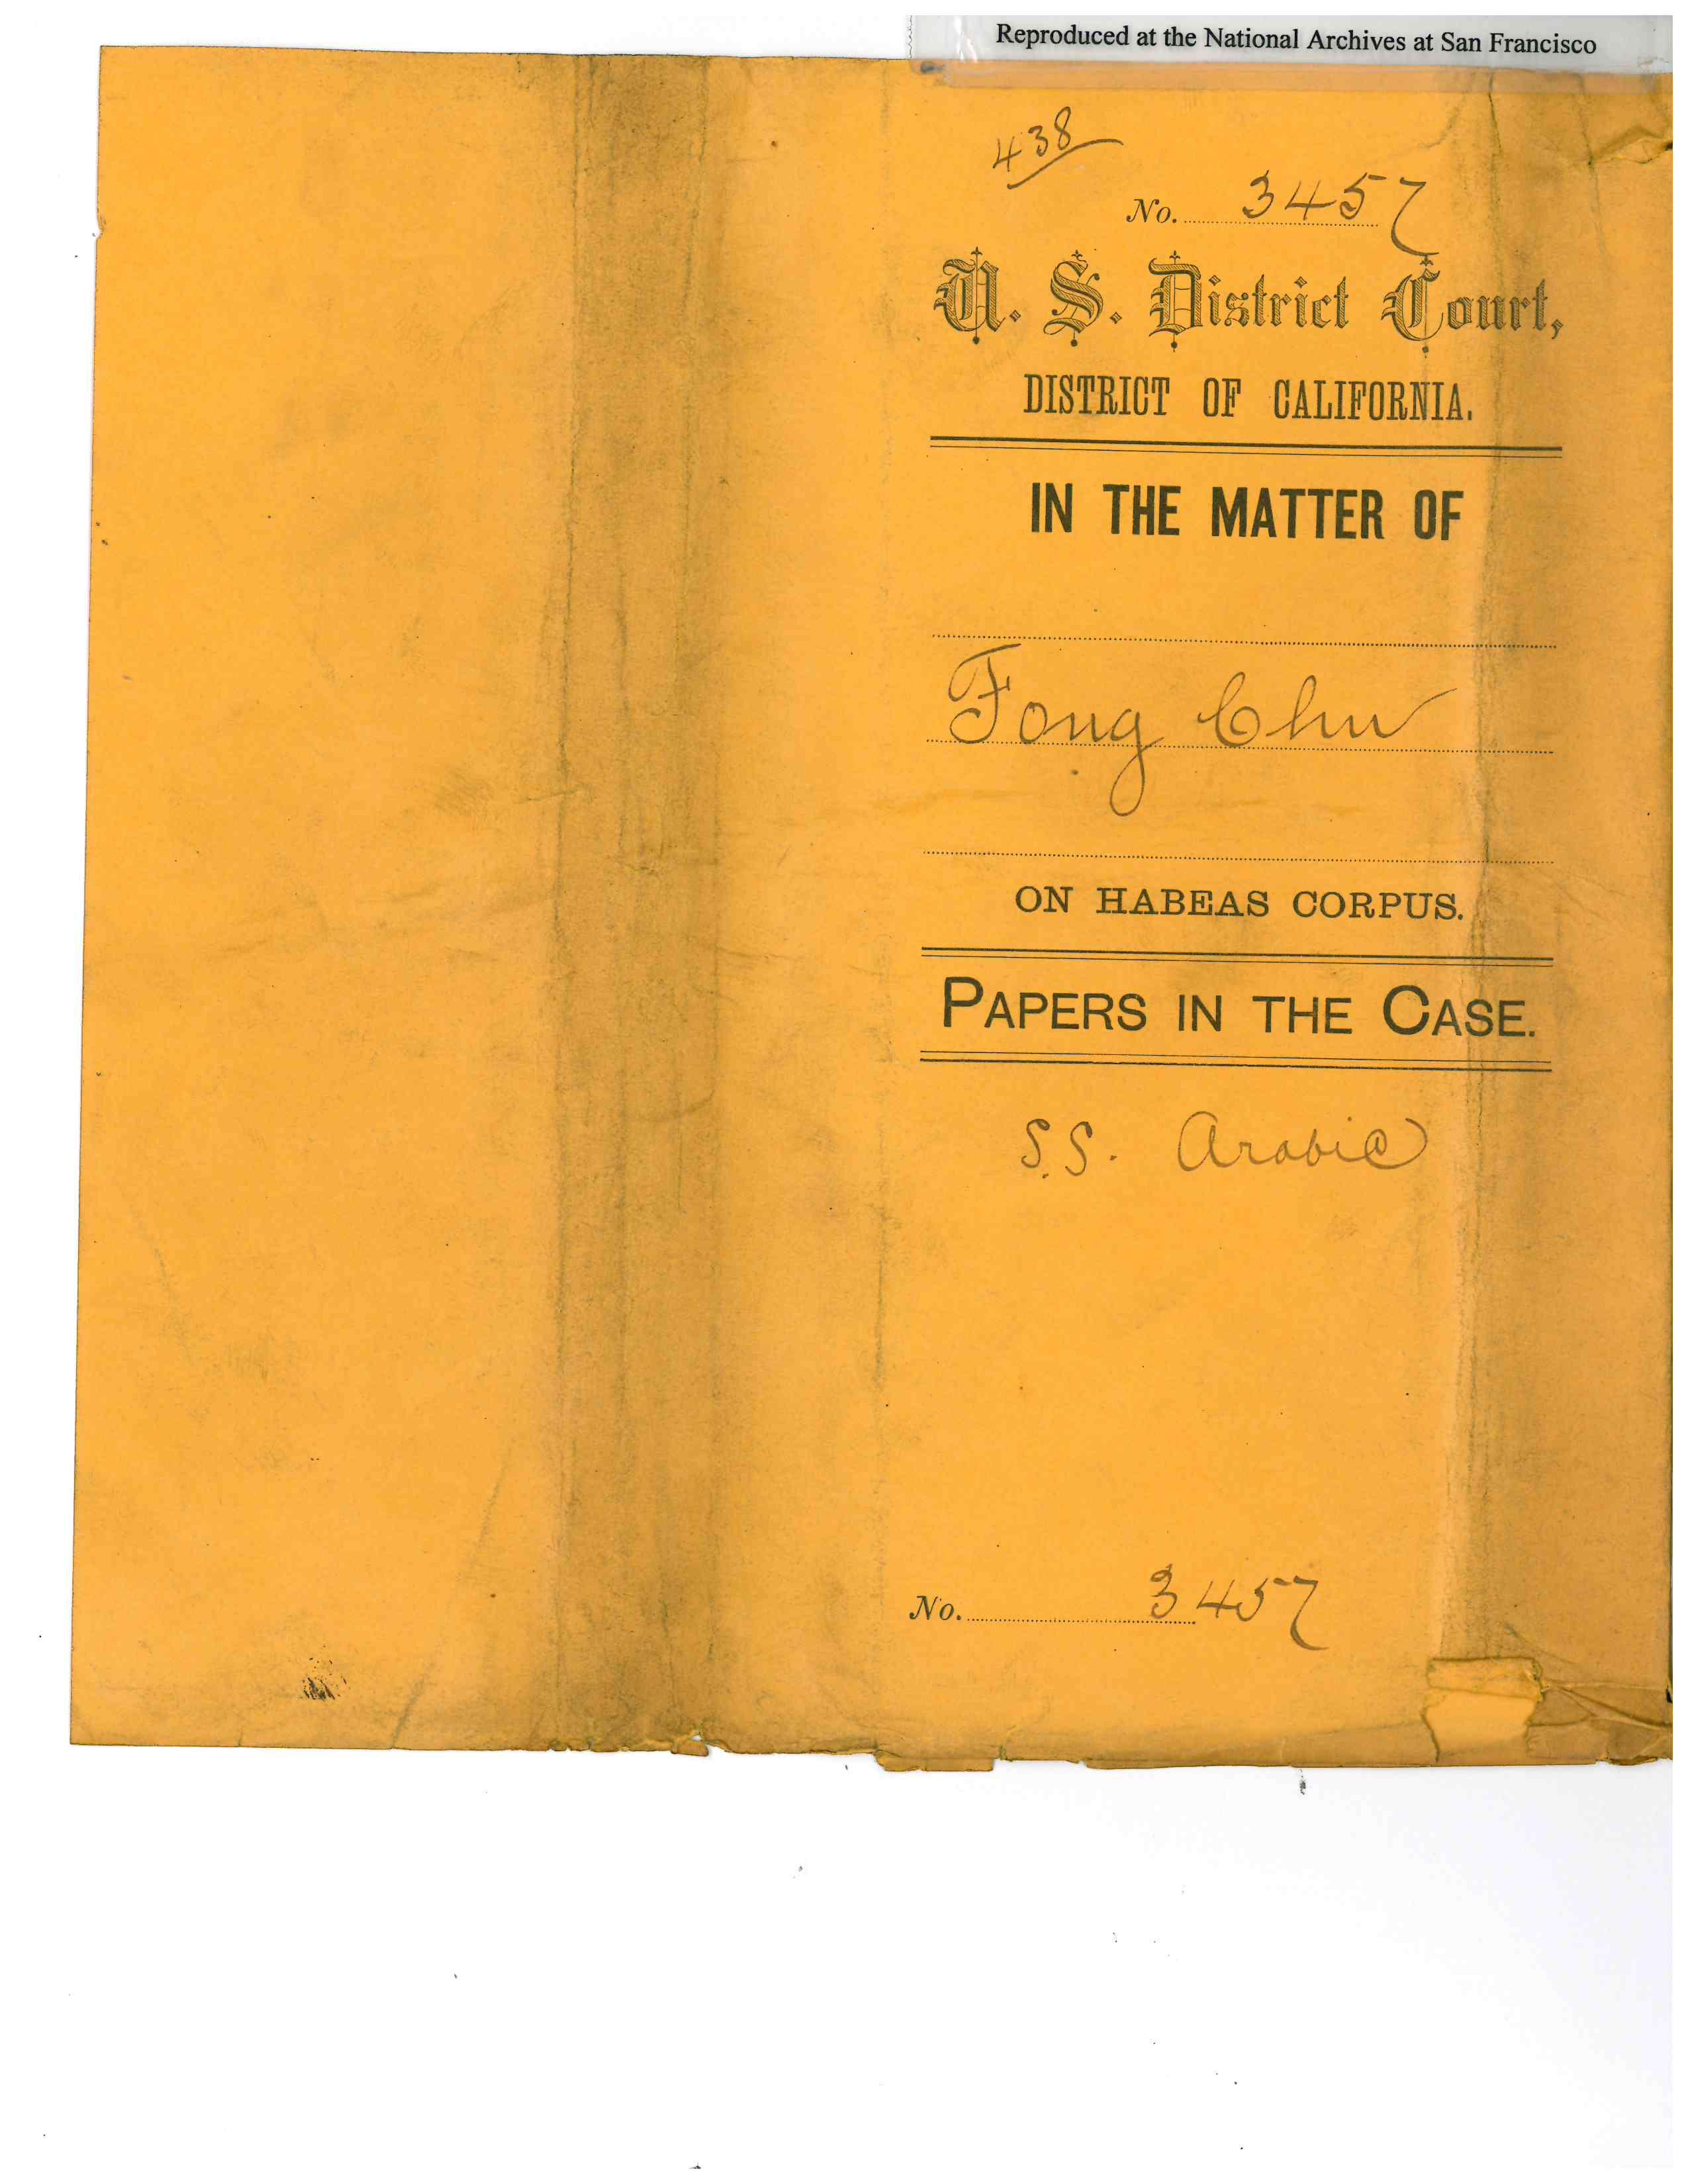 Reproduced at the National Archives at San Francisco
438
No. 3457
U. S. District Court,
DISTRICT OF CALIFORNIA.
IN THE MATTER OF
Fong Chu
ON HABEAS CORPUS.
PAPERS IN THE CASE.
S.S. Arabic
No. 3457